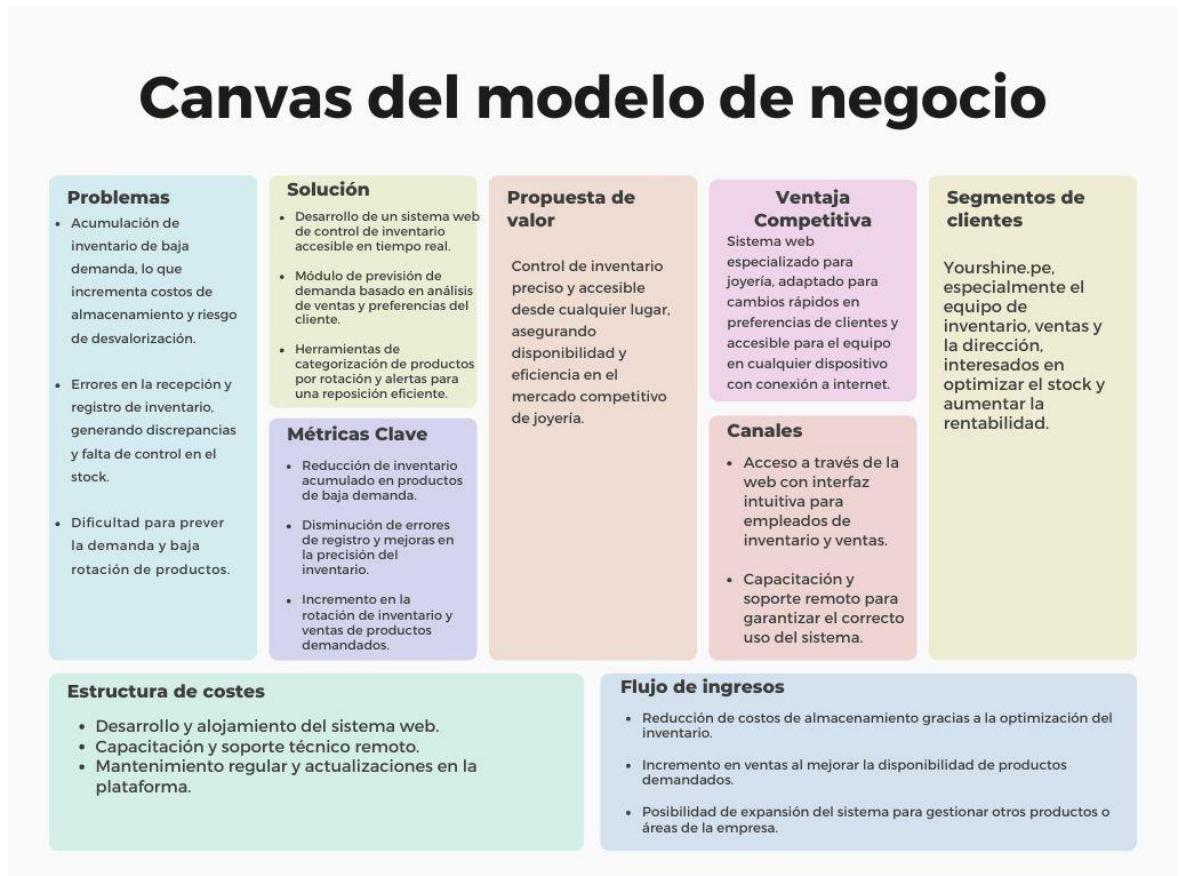 Canvas del modelo de negocio
Problemas
• Acumulación de
inventario de baja
demanda, lo que
incrementa costos de
almacenamiento y riesgo
de desvalorización.
• Errores en la recepción y
registro de inventario,
generando discrepancias
y falta de control en el
stock.
• Dificultad para prever
la demanda y baja
rotación de productos.
Solución
• Desarrollo de un sistema web
de control de inventario
accesible en tiempo real.
• Módulo de previsión de
demanda basado en análisis
de ventas y preferencias del
cliente.
• Herramientas de
categorización de productos
por rotación y alertas para
una reposición eficiente.
Métricas Clave
• Reducción de inventario
acumulado en productos
de baja demanda.
• Disminución de errores
de registro y mejoras en
la precisión del
inventario.
• Incremento en la
rotación de inventario y
ventas de productos
demandados.
Propuesta de
valor
Control de inventario
preciso y accesible
desde cualquier lugar,
asegurando
disponibilidad y
eficiencia en el
mercado competitivo
de joyería.
Ventaja
Competitiva
Sistema web
especializado para
joyería, adaptado para
cambios rápidos en
preferencias de clientes y
accesible para el equipo
en cualquier dispositivo
con conexión a internet.
Canales
• Acceso a través de la
web con interfaz
intuitiva para
empleados de
inventario y ventas.
• Capacitación y
soporte remoto para
garantizar el correcto
uso del sistema.
Segmentos de
clientes
Yourshine.pe,
especialmente el
equipo de
inventario, ventas y
la dirección,
interesados en
optimizar el stock y
aumentar la
rentabilidad.
Estructura de costes
• Desarrollo y alojamiento del sistema web.
• Capacitación y soporte técnico remoto.
• Mantenimiento regular y actualizaciones en la
plataforma.
Flujo de ingresos
• Reducción de costos de almacenamiento gracias a la optimización del
inventario.
• Incremento en ventas al mejorar la disponibilidad de productos
demandados.
• Posibilidad de expansión del sistema para gestionar otros productos o
áreas de la empresa.